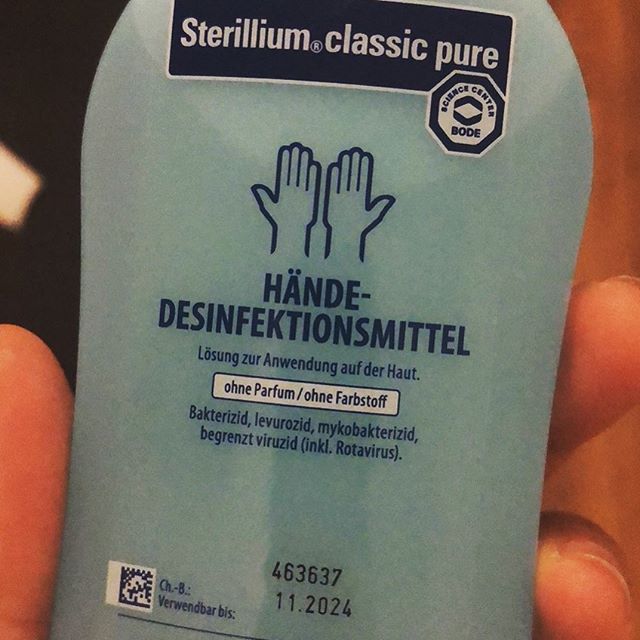 Sterillium® classic pure
SCIENCE CENTER
BODE
HÄNDE-
DESINFEKTIONSMITTEL
Lösung zur Anwendung auf der Haut.
ohne Parfum / ohne Farbstoff
Bakterizid, levurozid, mykobakterizid,
begrenzt viruzid (inkl. Rotavirus).
Ch.-B.: 463637
Verwendbar bis: 11.2024